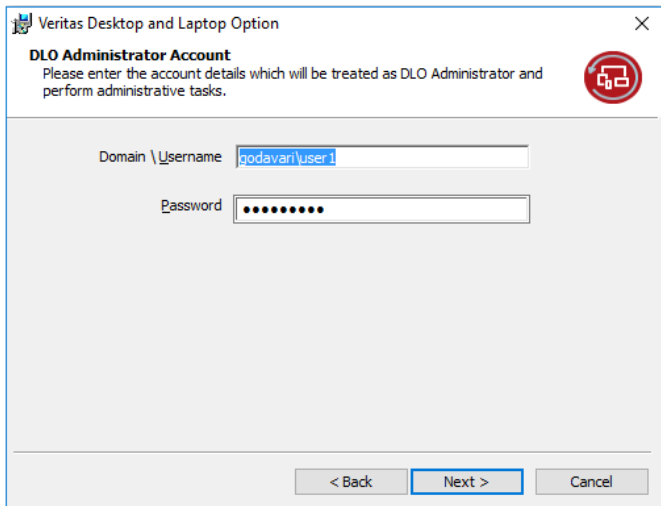 Veritas Desktop and Laptop Option
DLO Administrator Account
Please enter the account details which will be treated as DLO Administrator and
perform administrative tasks.
Domain \ Username godavari\user1
Password ●●●●●●●●●
< Back Next > Cancel